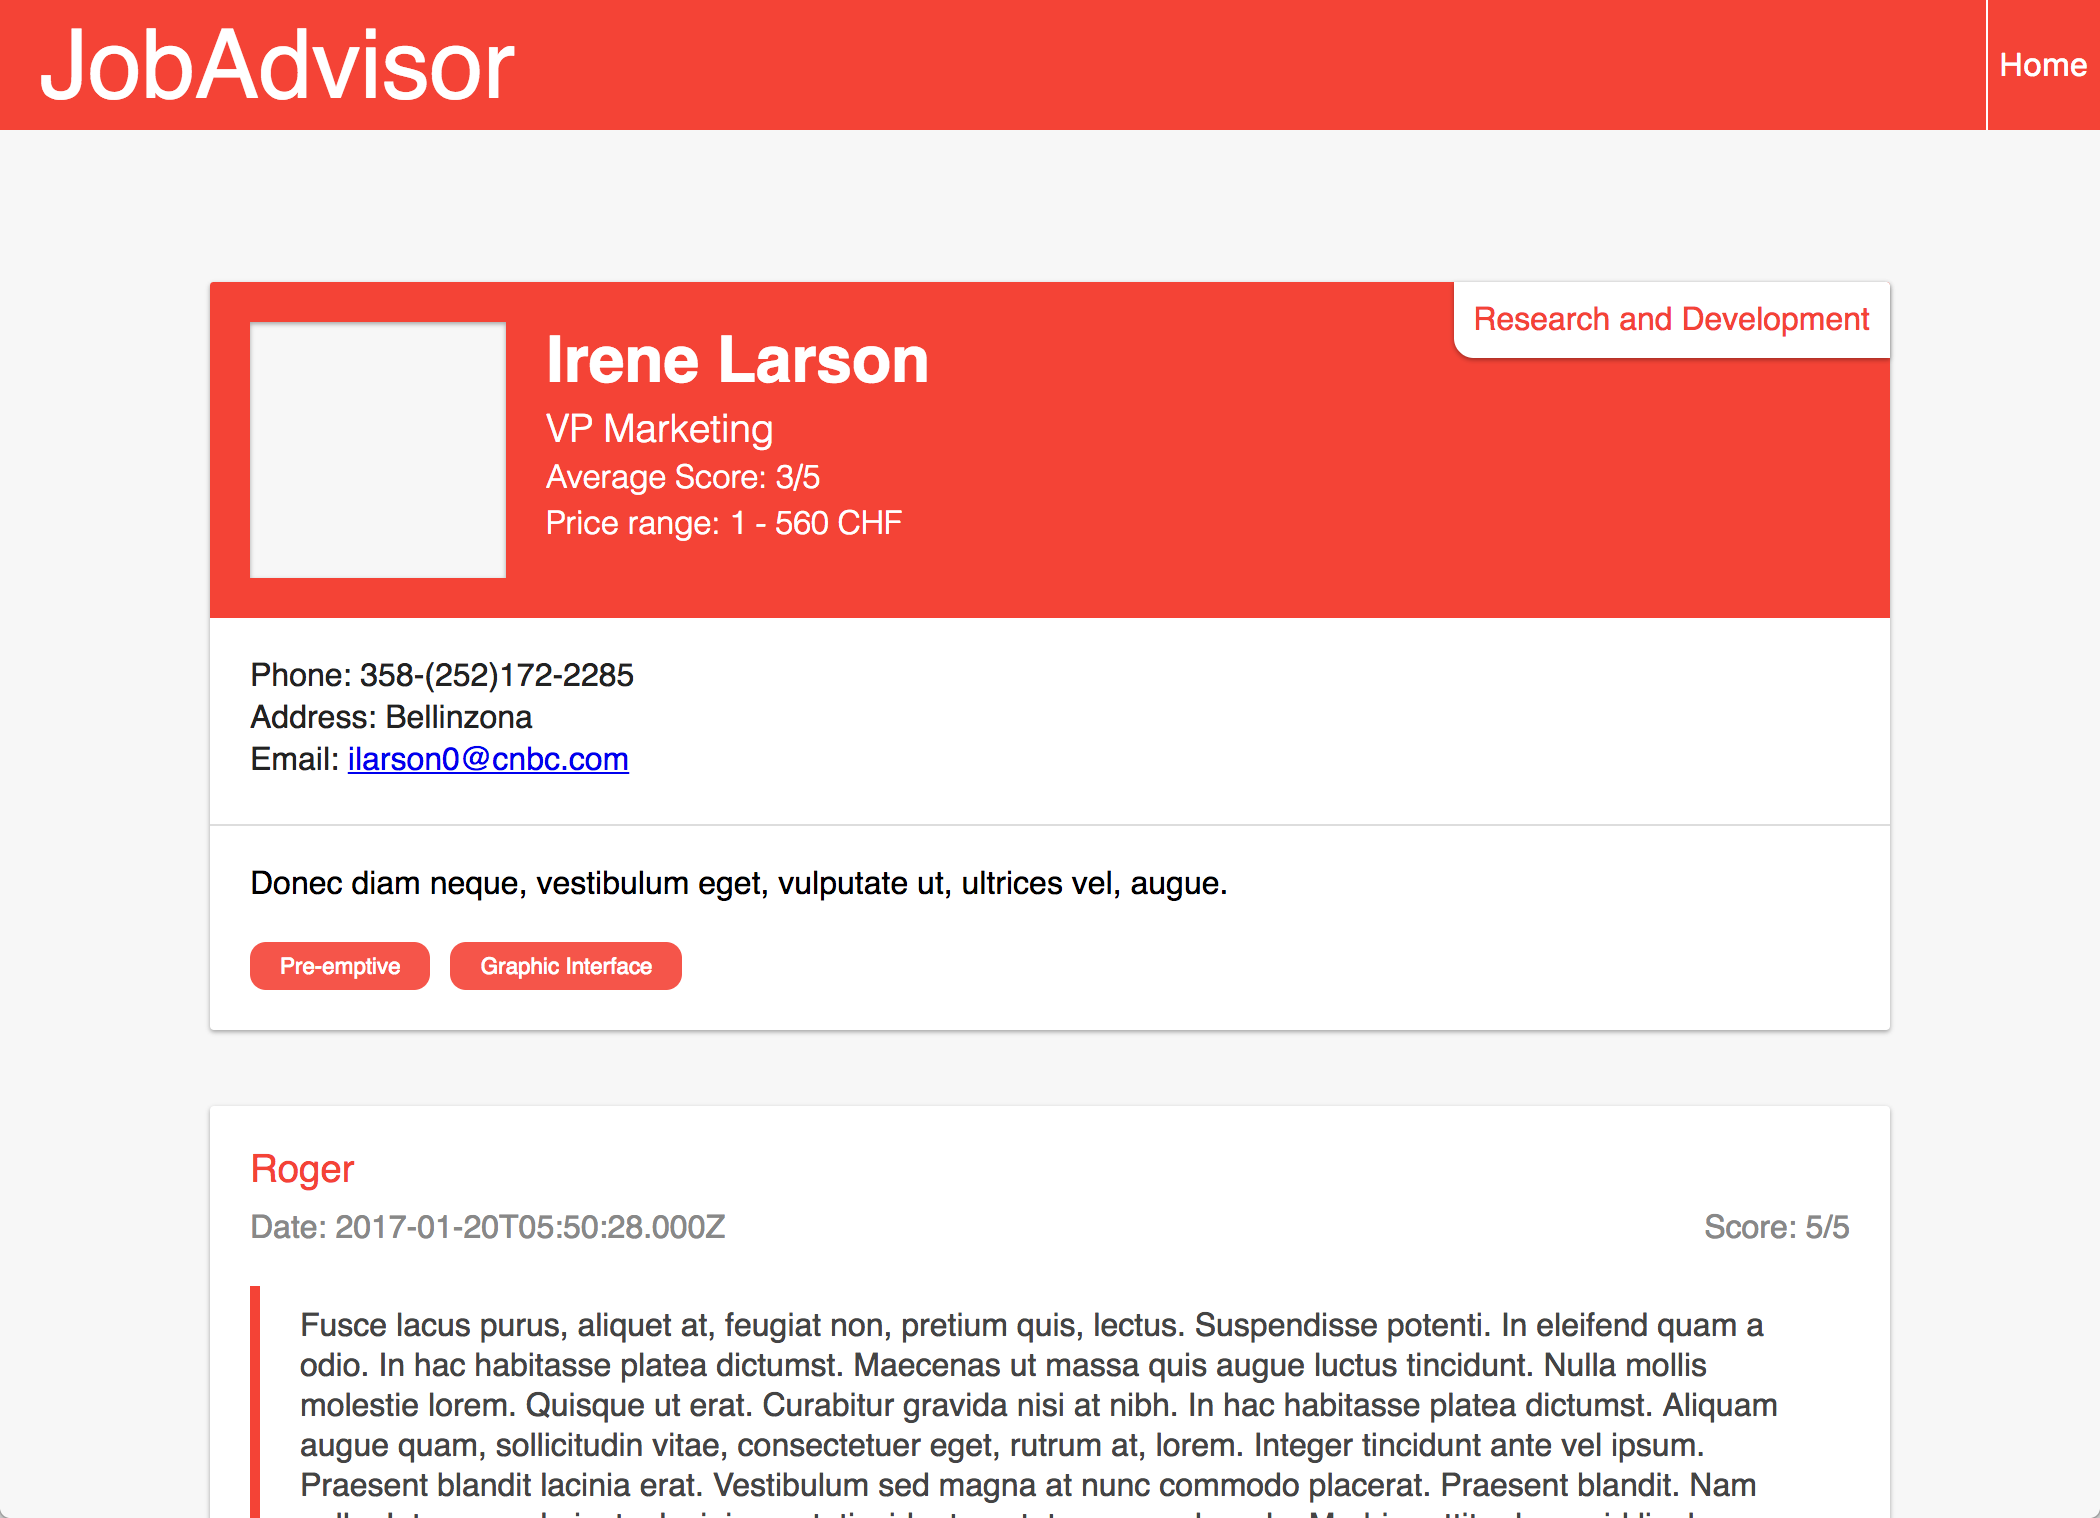 JobAdvisor
Home
Research and Development
Irene Larson
VP Marketing
Average Score: 3/5
Price range: 1 - 560 CHF
Phone: 358-(252)172-2285
Address: Bellinzona
Email: ilarson0@cnbc.com
Donec diam neque, vestibulum eget, vulputate ut, ultrices vel, augue.
Pre-emptive
Graphic Interface
Roger
Date: 2017-01-20T05:50:28.000Z
Score: 5/5
Fusce lacus purus, aliquet at, feugiat non, pretium quis, lectus. Suspendisse potenti. In eleifend quam a
odio. In hac habitasse platea dictumst. Maecenas ut massa quis augue luctus tincidunt. Nulla mollis
molestie lorem. Quisque ut erat. Curabitur gravida nisi at nibh. In hac habitasse platea dictumst. Aliquam
augue quam, sollicitudin vitae, consectetuer eget, rutrum at, lorem. Integer tincidunt ante vel ipsum.
Praesent blandit lacinia erat. Vestibulum sed magna at nunc commodo placerat. Praesent blandit. Nam